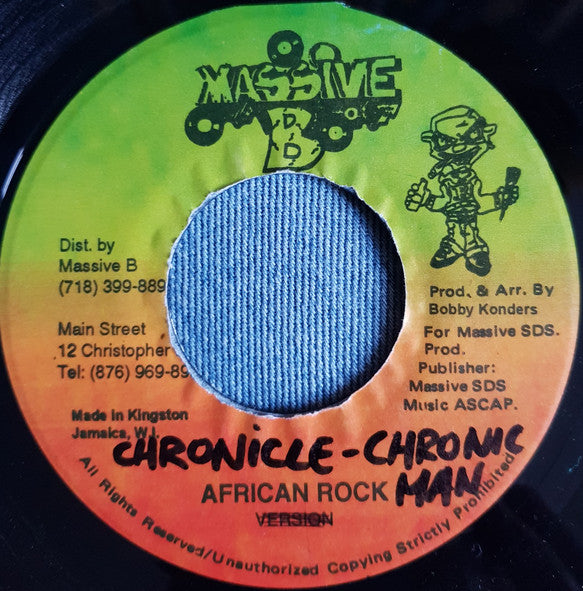 MASSIVE
B
D
D
Dist. by
Massive B
(718) 399-889
Main Street
12 Christopher
Tel: (876) 969-89
Made in Kingston
Jamaica, W.I.
Prod. & Arr. By
Bobby Konders
For Massive SDS.
Prod.
Publisher:
Massive SDS
Music ASCAP.
CHRONICLE - CHRONIC
MAN
AFRICAN ROCK
VERSION
All Rights Reserved/Unauthorized Copying Strictly Prohibited